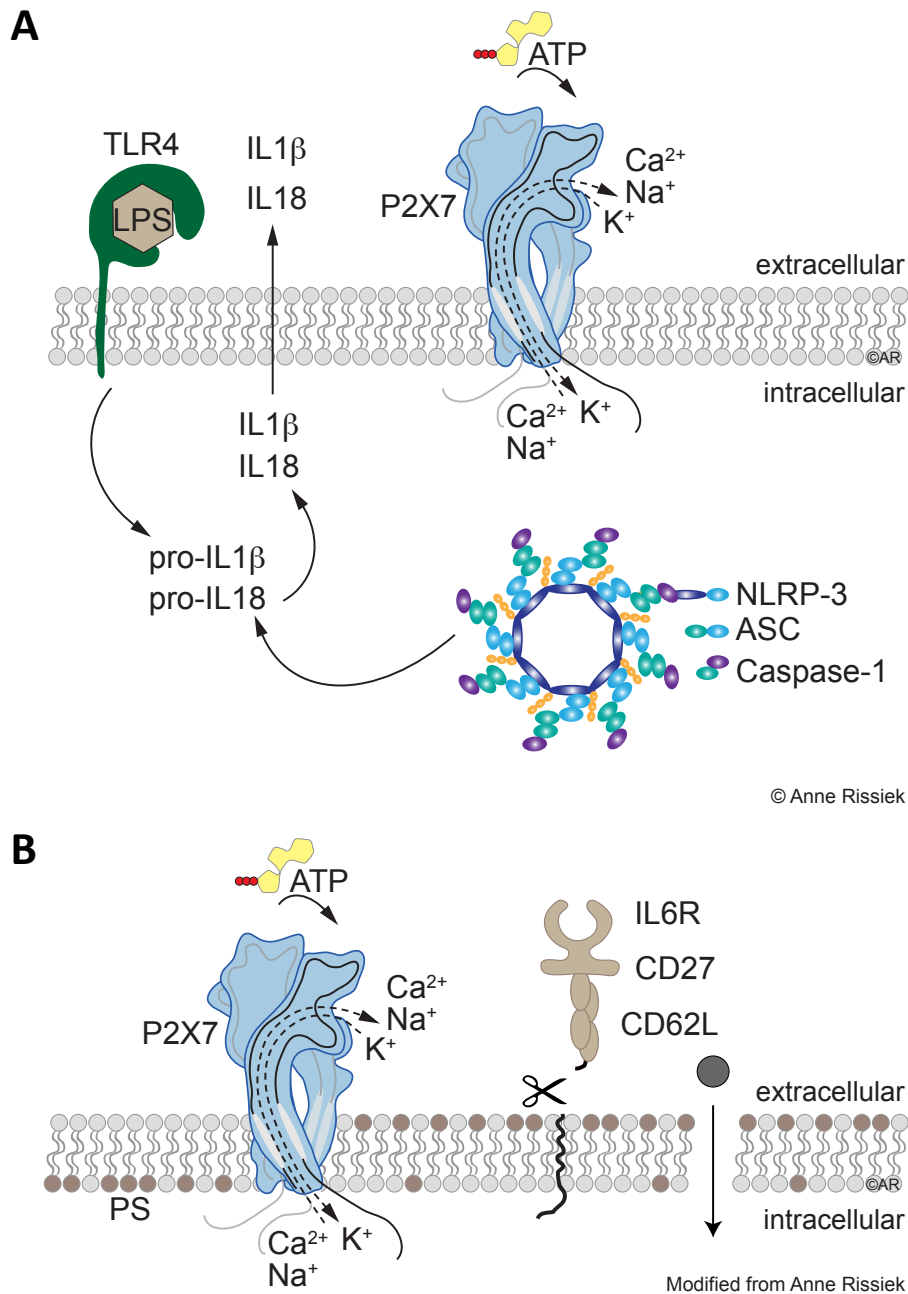 A
ATP
TLR4
IL1β
IL18
LPS
P2X7
Ca²⁺
Na⁺
K⁺
extracellular
©AR
intracellular
Ca²⁺
K⁺
Na⁺
IL1β
IL18
pro-IL1β
pro-IL18
NLRP-3
ASC
Caspase-1
© Anne Rissiek
B
ATP
IL6R
CD27
CD62L
Ca²⁺
Na⁺
K⁺
P2X7
extracellular
©AR
PS
intracellular
Ca²⁺
K⁺
Na⁺
Modified from Anne Rissiek